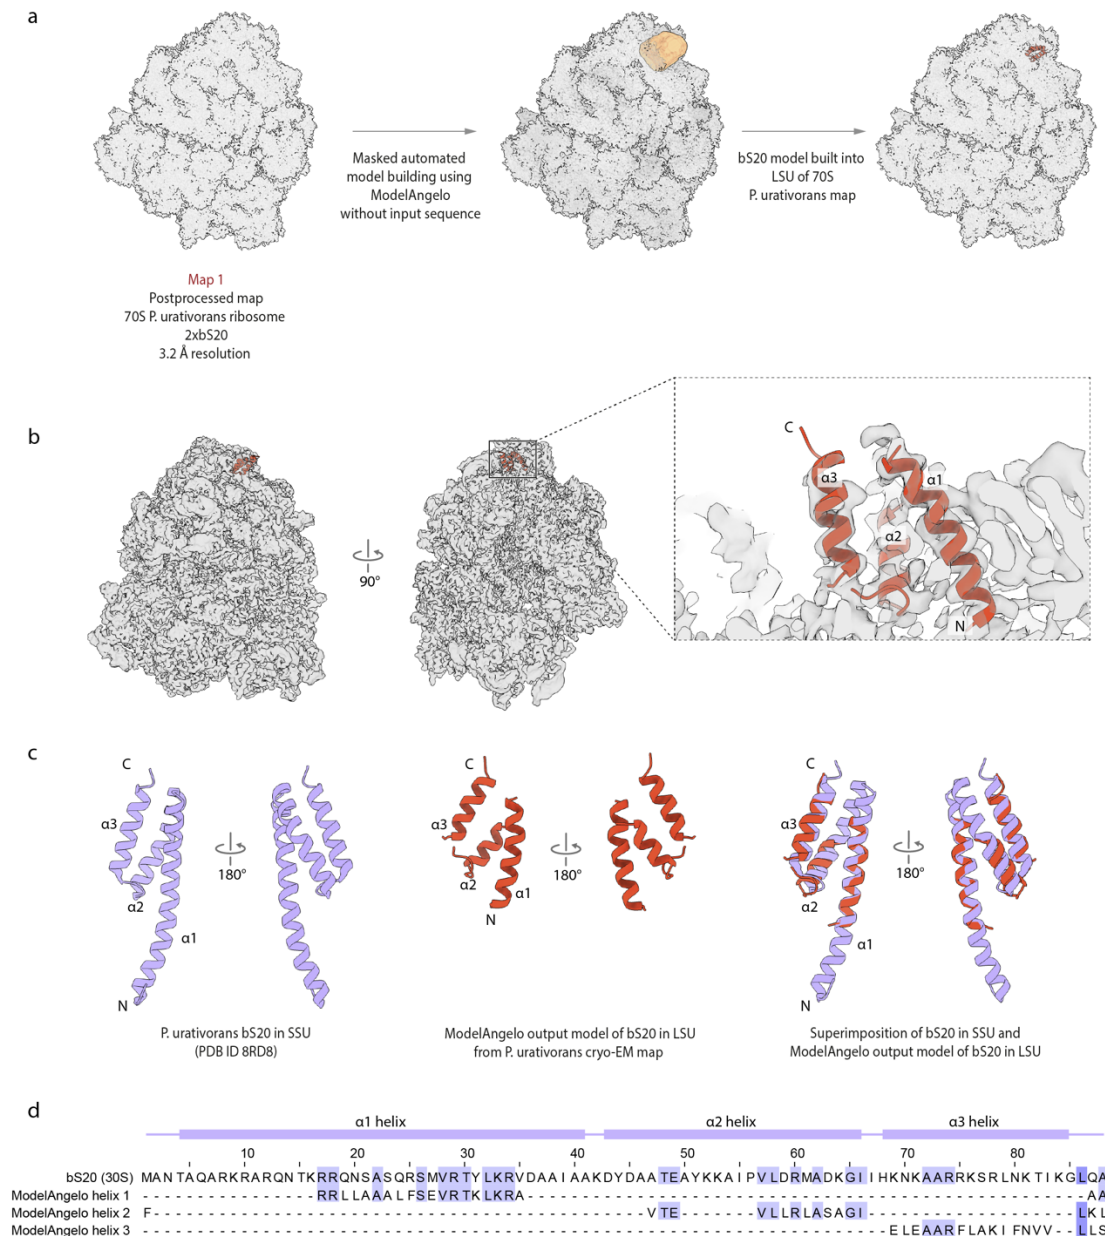 a
Masked automated
model building using
ModelAngelo
without input sequence
bS20 model built into
LSU of 70S
P. urativorans map
Map 1
Postprocessed map
70S P. urativorans ribosome
2xbS20
3.2 Å resolution
b
90°
C
α3
α1
α2
N
c
C
α3
α2
α1
N
180°
P. urativorans bS20 in SSU
(PDB ID 8RD8)
C
α3
α2
α1
N
180°
ModelAngelo output model of bS20 in LSU
from P. urativorans cryo-EM map
C
α3
α2
α1
N
180°
Superimposition of bS20 in SSU and
ModelAngelo output model of bS20 in LSU
d
α1 helix α2 helix α3 helix
10 20 30 40 50 60 70 80
bS20 (30S) MANTAQARKRARQNTKRRQNSASQRSMVRTYLKRVDAAIAAKDYDAATEAYKKAIPVLDRMADKGIIHKNKAARRKSRLNKTIKGLQA
ModelAngelo helix 1 - - - - - - - - - - - - - - - RRLLAALFSEVRTKLKRA - - - - - - - - - - - - - - - - - - - - - - - - - - - - - - - - - - - - - - - - - - - - - - - - - - - AA
ModelAngelo helix 2 F - - - - - - - - - - - - - - - - - - - - - - - - - - - - - - - - - - - - - - - - - - - - - VTE - - - - - - - VLLRLASAGI - - - - - - - - - - - - - - - - - - - LKL
ModelAngelo helix 3 - - - - - - - - - - - - - - - - - - - - - - - - - - - - - - - - - - - - - - - - - - - - - - - - - - - - - - - - - - - - - - - - - - - ELEAARFLAKIFNVV - - LLS